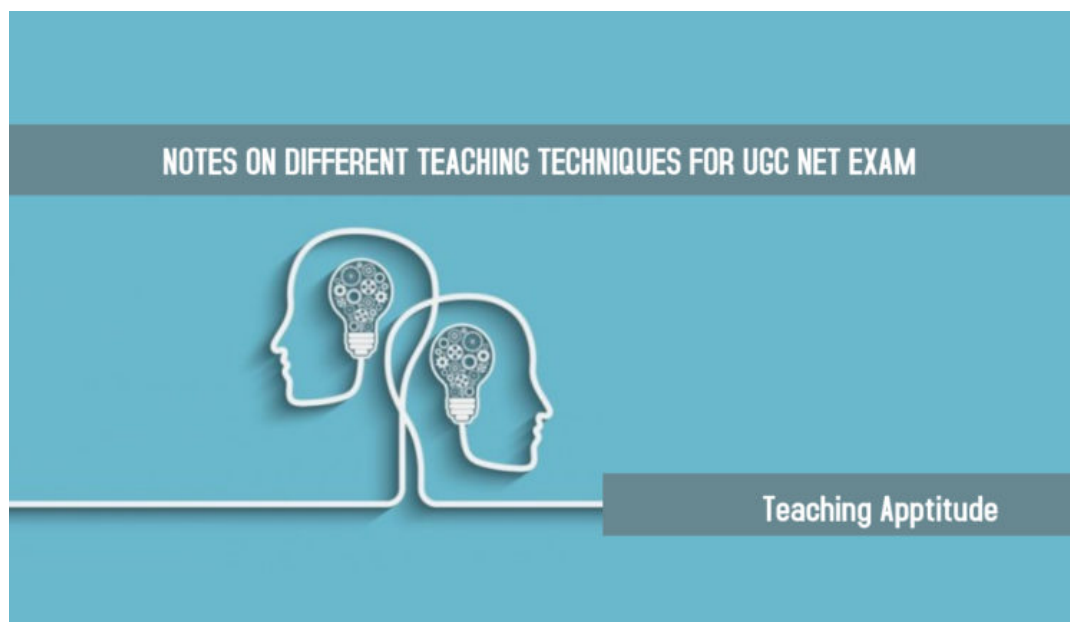 NOTES ON DIFFERENT TEACHING TECHNIQUES FOR UGC NET EXAM
Teaching Apptitude